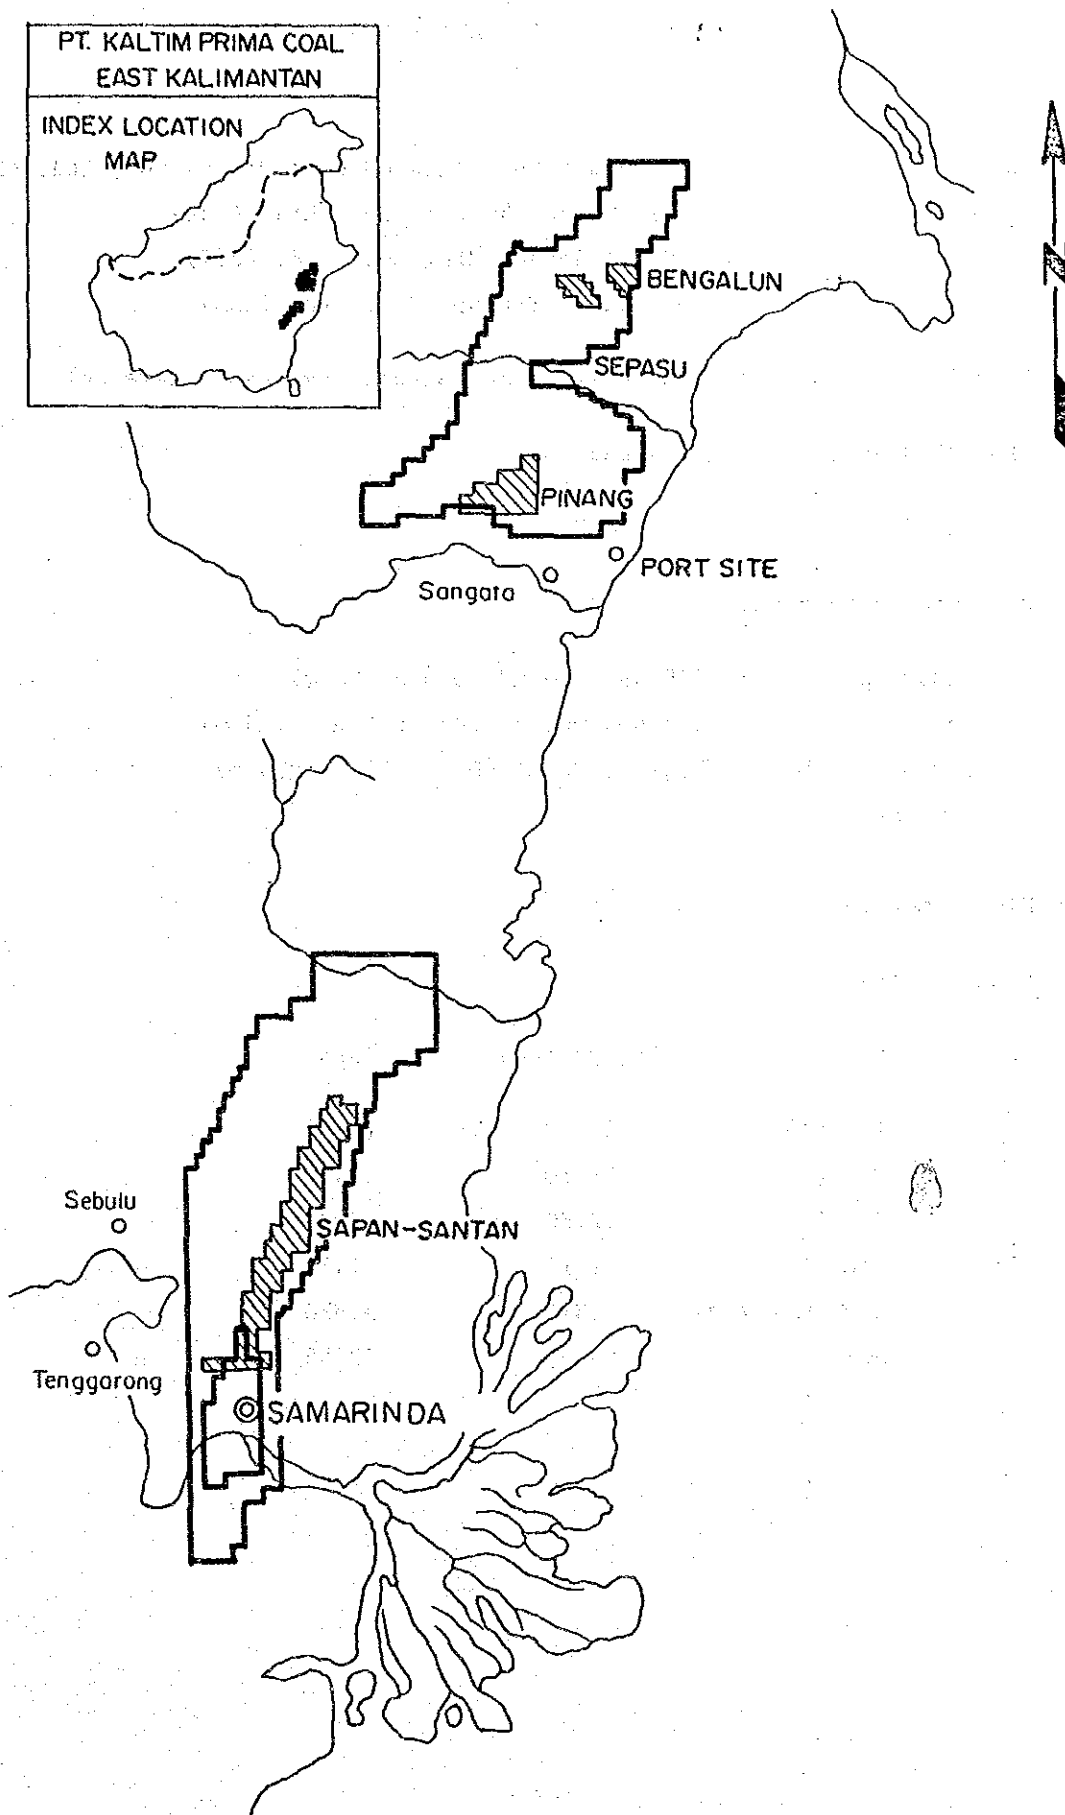 PT. KALTIM PRIMA COAL
EAST KALIMANTAN
INDEX LOCATION
MAP
N
BENGALUN
SEPASU
PINANG
PORT SITE
Sangata
Sebulu
SAPAN-SANTAN
Tenggarong
SAMARINDA